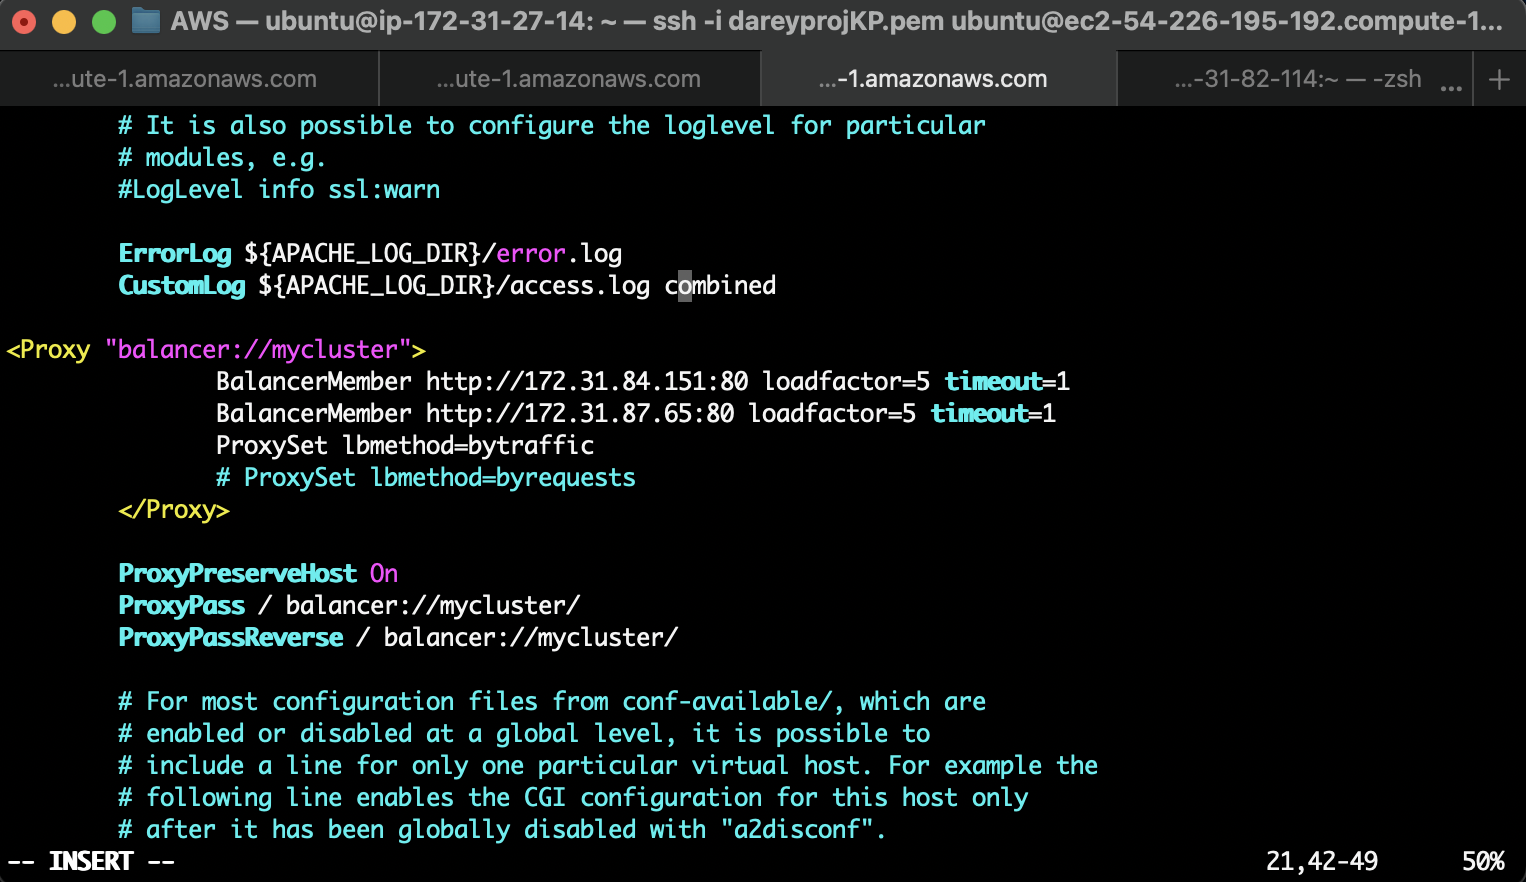 AWS — ubuntu@ip-172-31-27-14: ~ — ssh -i dareyprojKP.pem ubuntu@ec2-54-226-195-192.compute-1...
...ute-1.amazonaws.com ...ute-1.amazonaws.com ...-1.amazonaws.com ...-31-82-114:~ — -zsh ... +
# It is also possible to configure the loglevel for particular
# modules, e.g.
#LogLevel info ssl:warn
ErrorLog ${APACHE_LOG_DIR}/error.log
CustomLog ${APACHE_LOG_DIR}/access.log combined
<Proxy "balancer://mycluster">
BalancerMember http://172.31.84.151:80 loadfactor=5 timeout=1
BalancerMember http://172.31.87.65:80 loadfactor=5 timeout=1
ProxySet lbmethod=bytraffic
# ProxySet lbmethod=byrequests
</Proxy>
ProxyPreserveHost On
ProxyPass / balancer://mycluster/
ProxyPassReverse / balancer://mycluster/
# For most configuration files from conf-available/, which are
# enabled or disabled at a global level, it is possible to
# include a line for only one particular virtual host. For example the
# following line enables the CGI configuration for this host only
# after it has been globally disabled with "a2disconf".
-- INSERT -- 21,42-49 50%